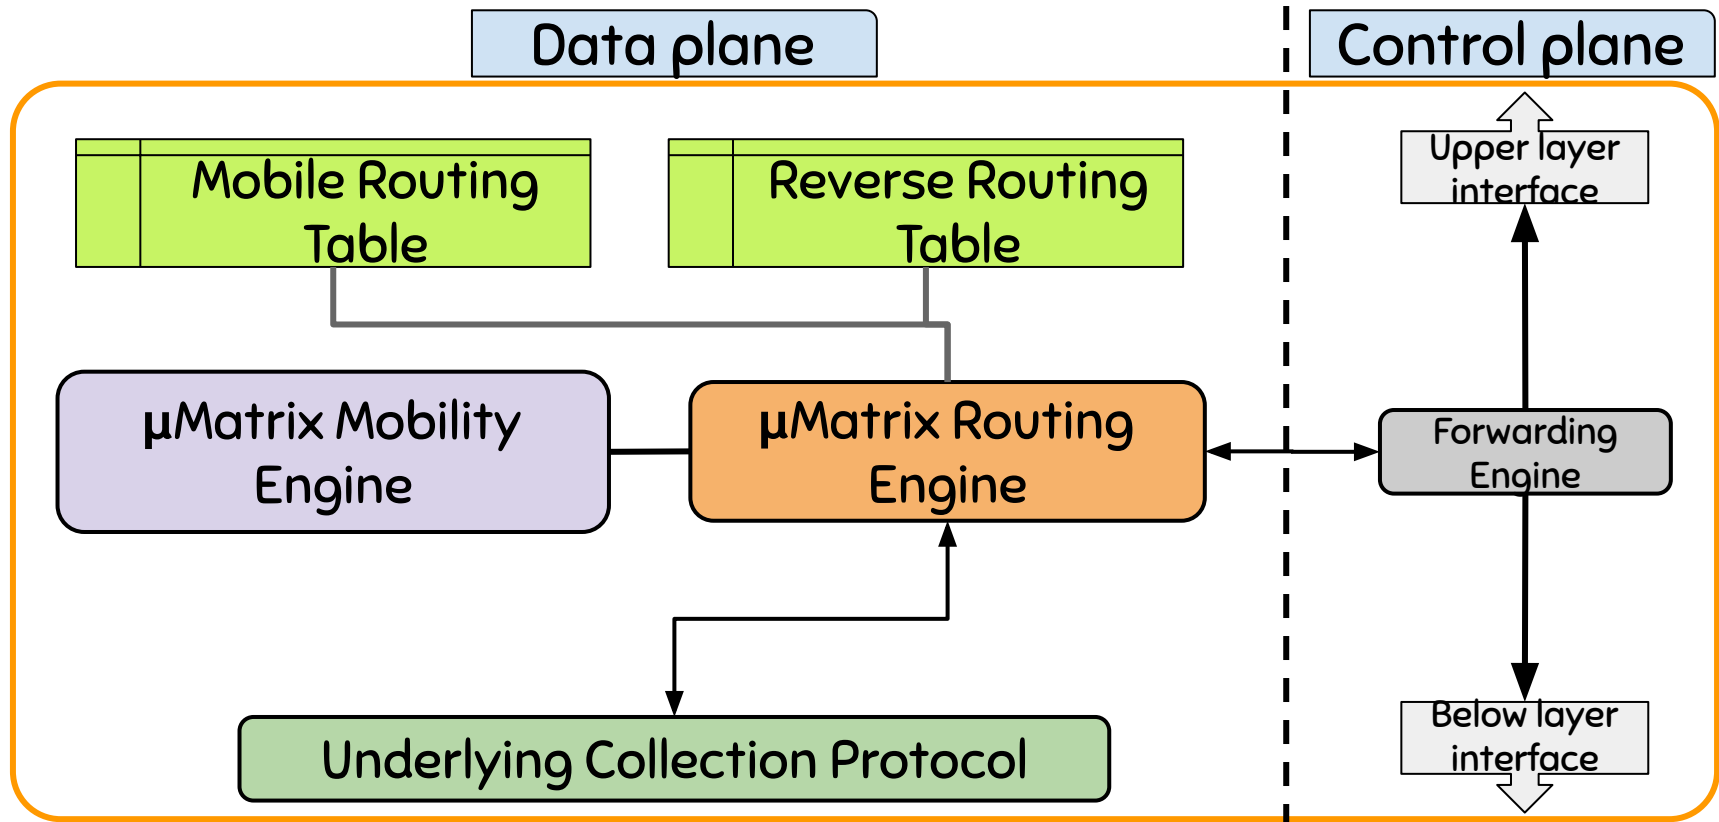 Data plane
Control plane
Mobile Routing
Table
Reverse Routing
Table
Upper layer
interface
μMatrix Mobility
Engine
μMatrix Routing
Engine
Forwarding
Engine
Underlying Collection Protocol
Below layer
interface